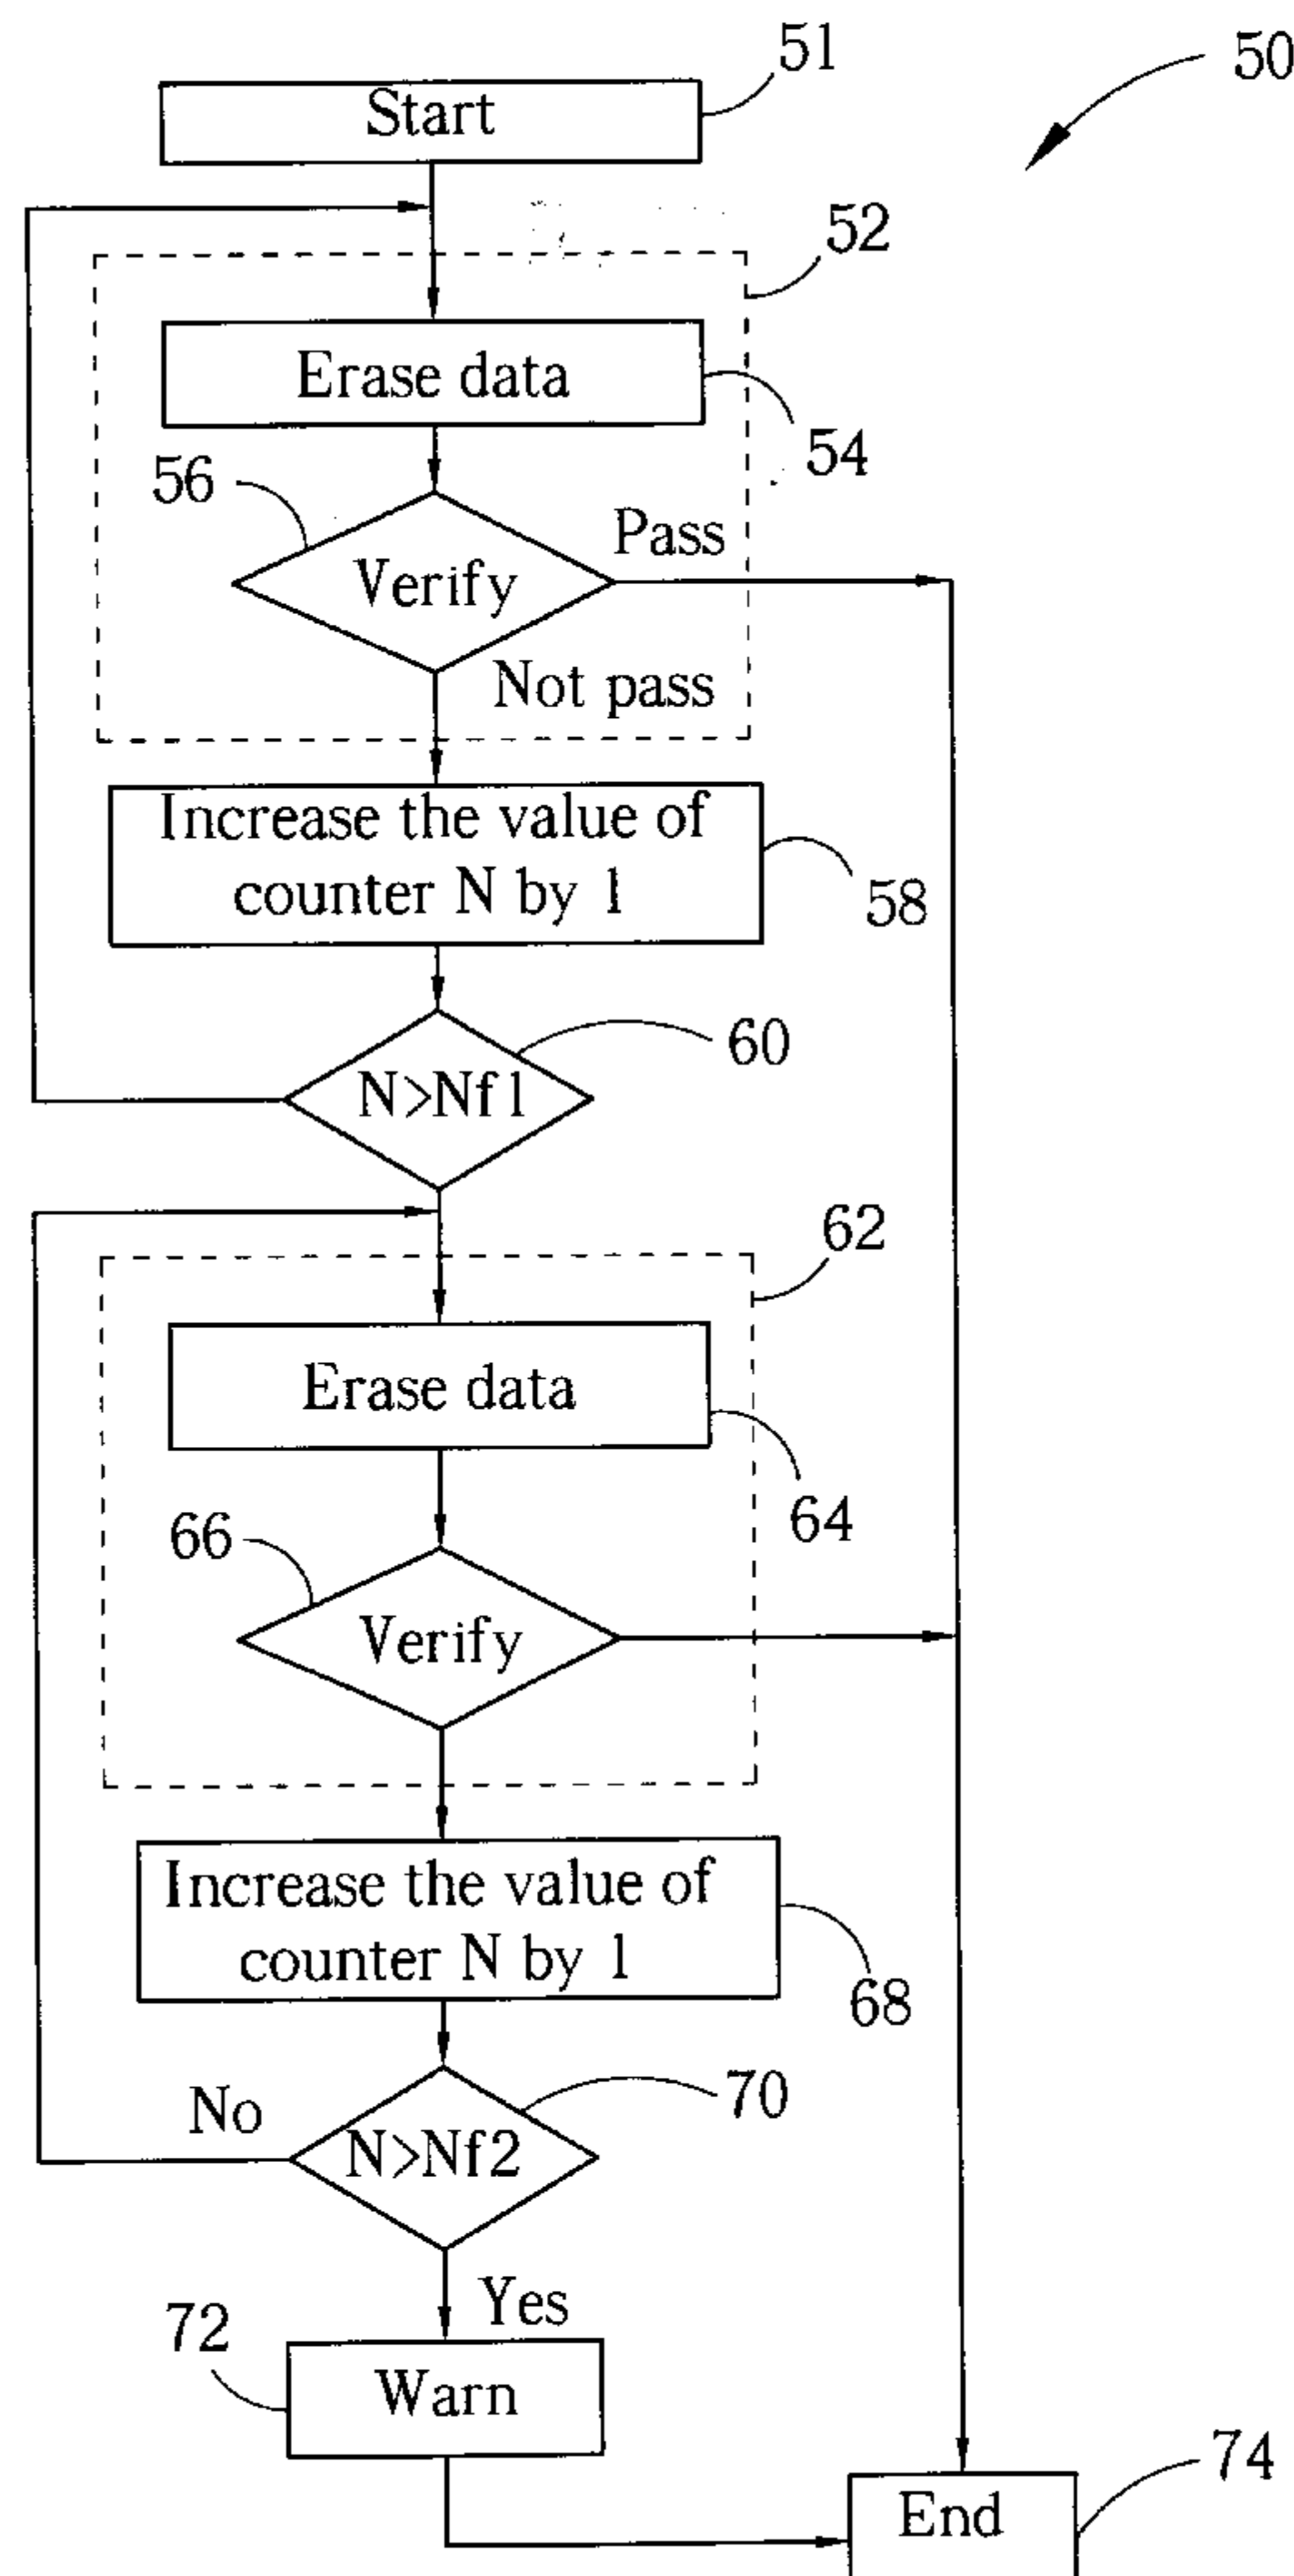 51
50
Start
52
Erase data
54
56
Pass
Verify
Not pass
Increase the value of
counter N by 1
58
60
N>Nf1
62
Erase data
64
66
Verify
Increase the value of
counter N by 1
68
70
No
N>Nf2
Yes
72
Warn
74
End